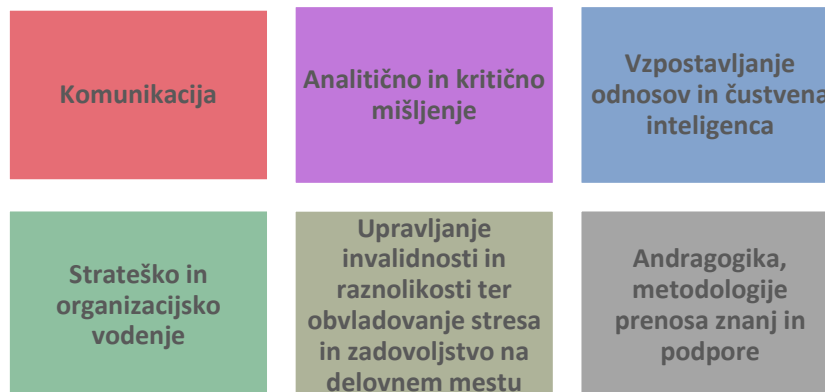 Komunikacija
Analitično in kritično
mišljenje
Vzpostavljanje
odnosov in čustvena
inteligenca
Strateško in
organizacijsko
vodenje
Upravljanje
invalidnosti in
raznolikosti ter
obvladovanje stresa
in zadovoljstvo na
delovnem mestu
Andragogika,
metodologije
prenosa znanj in
podpore